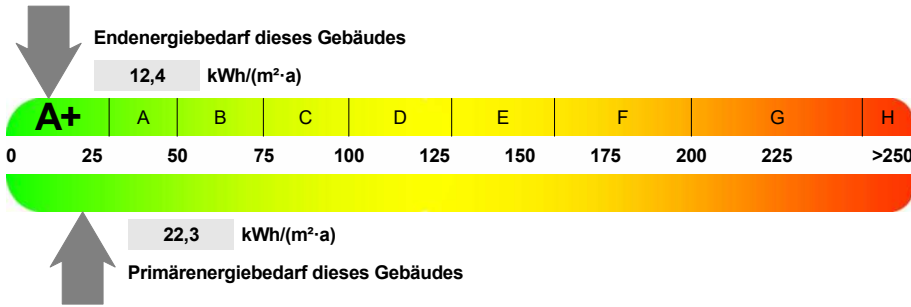 Endenergiebedarf dieses Gebäudes
12,4 kWh/(m²·a)
A+ A B C D E F G H
0 25 50 75 100 125 150 175 200 225 >250
22,3 kWh/(m²·a)
Primärenergiebedarf dieses Gebäudes